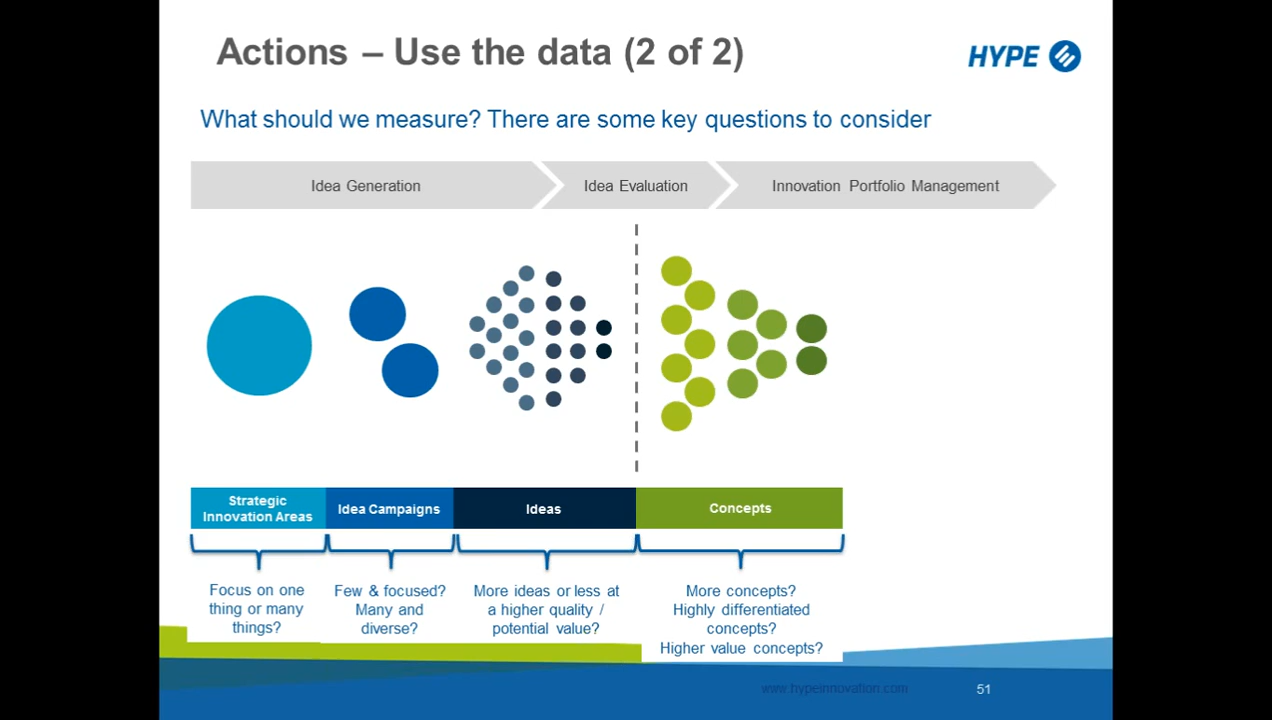 Actions – Use the data (2 of 2)
HYPE
What should we measure? There are some key questions to consider
Idea Generation
Idea Evaluation
Innovation Portfolio Management
Strategic
Innovation Areas
Idea Campaigns
Ideas
Concepts
Focus on one
thing or many
things?
Few & focused?
Many and
diverse?
More ideas or less at
a higher quality /
potential value?
More concepts?
Highly differentiated
concepts?
Higher value concepts?
www.hypeinnovation.com
51